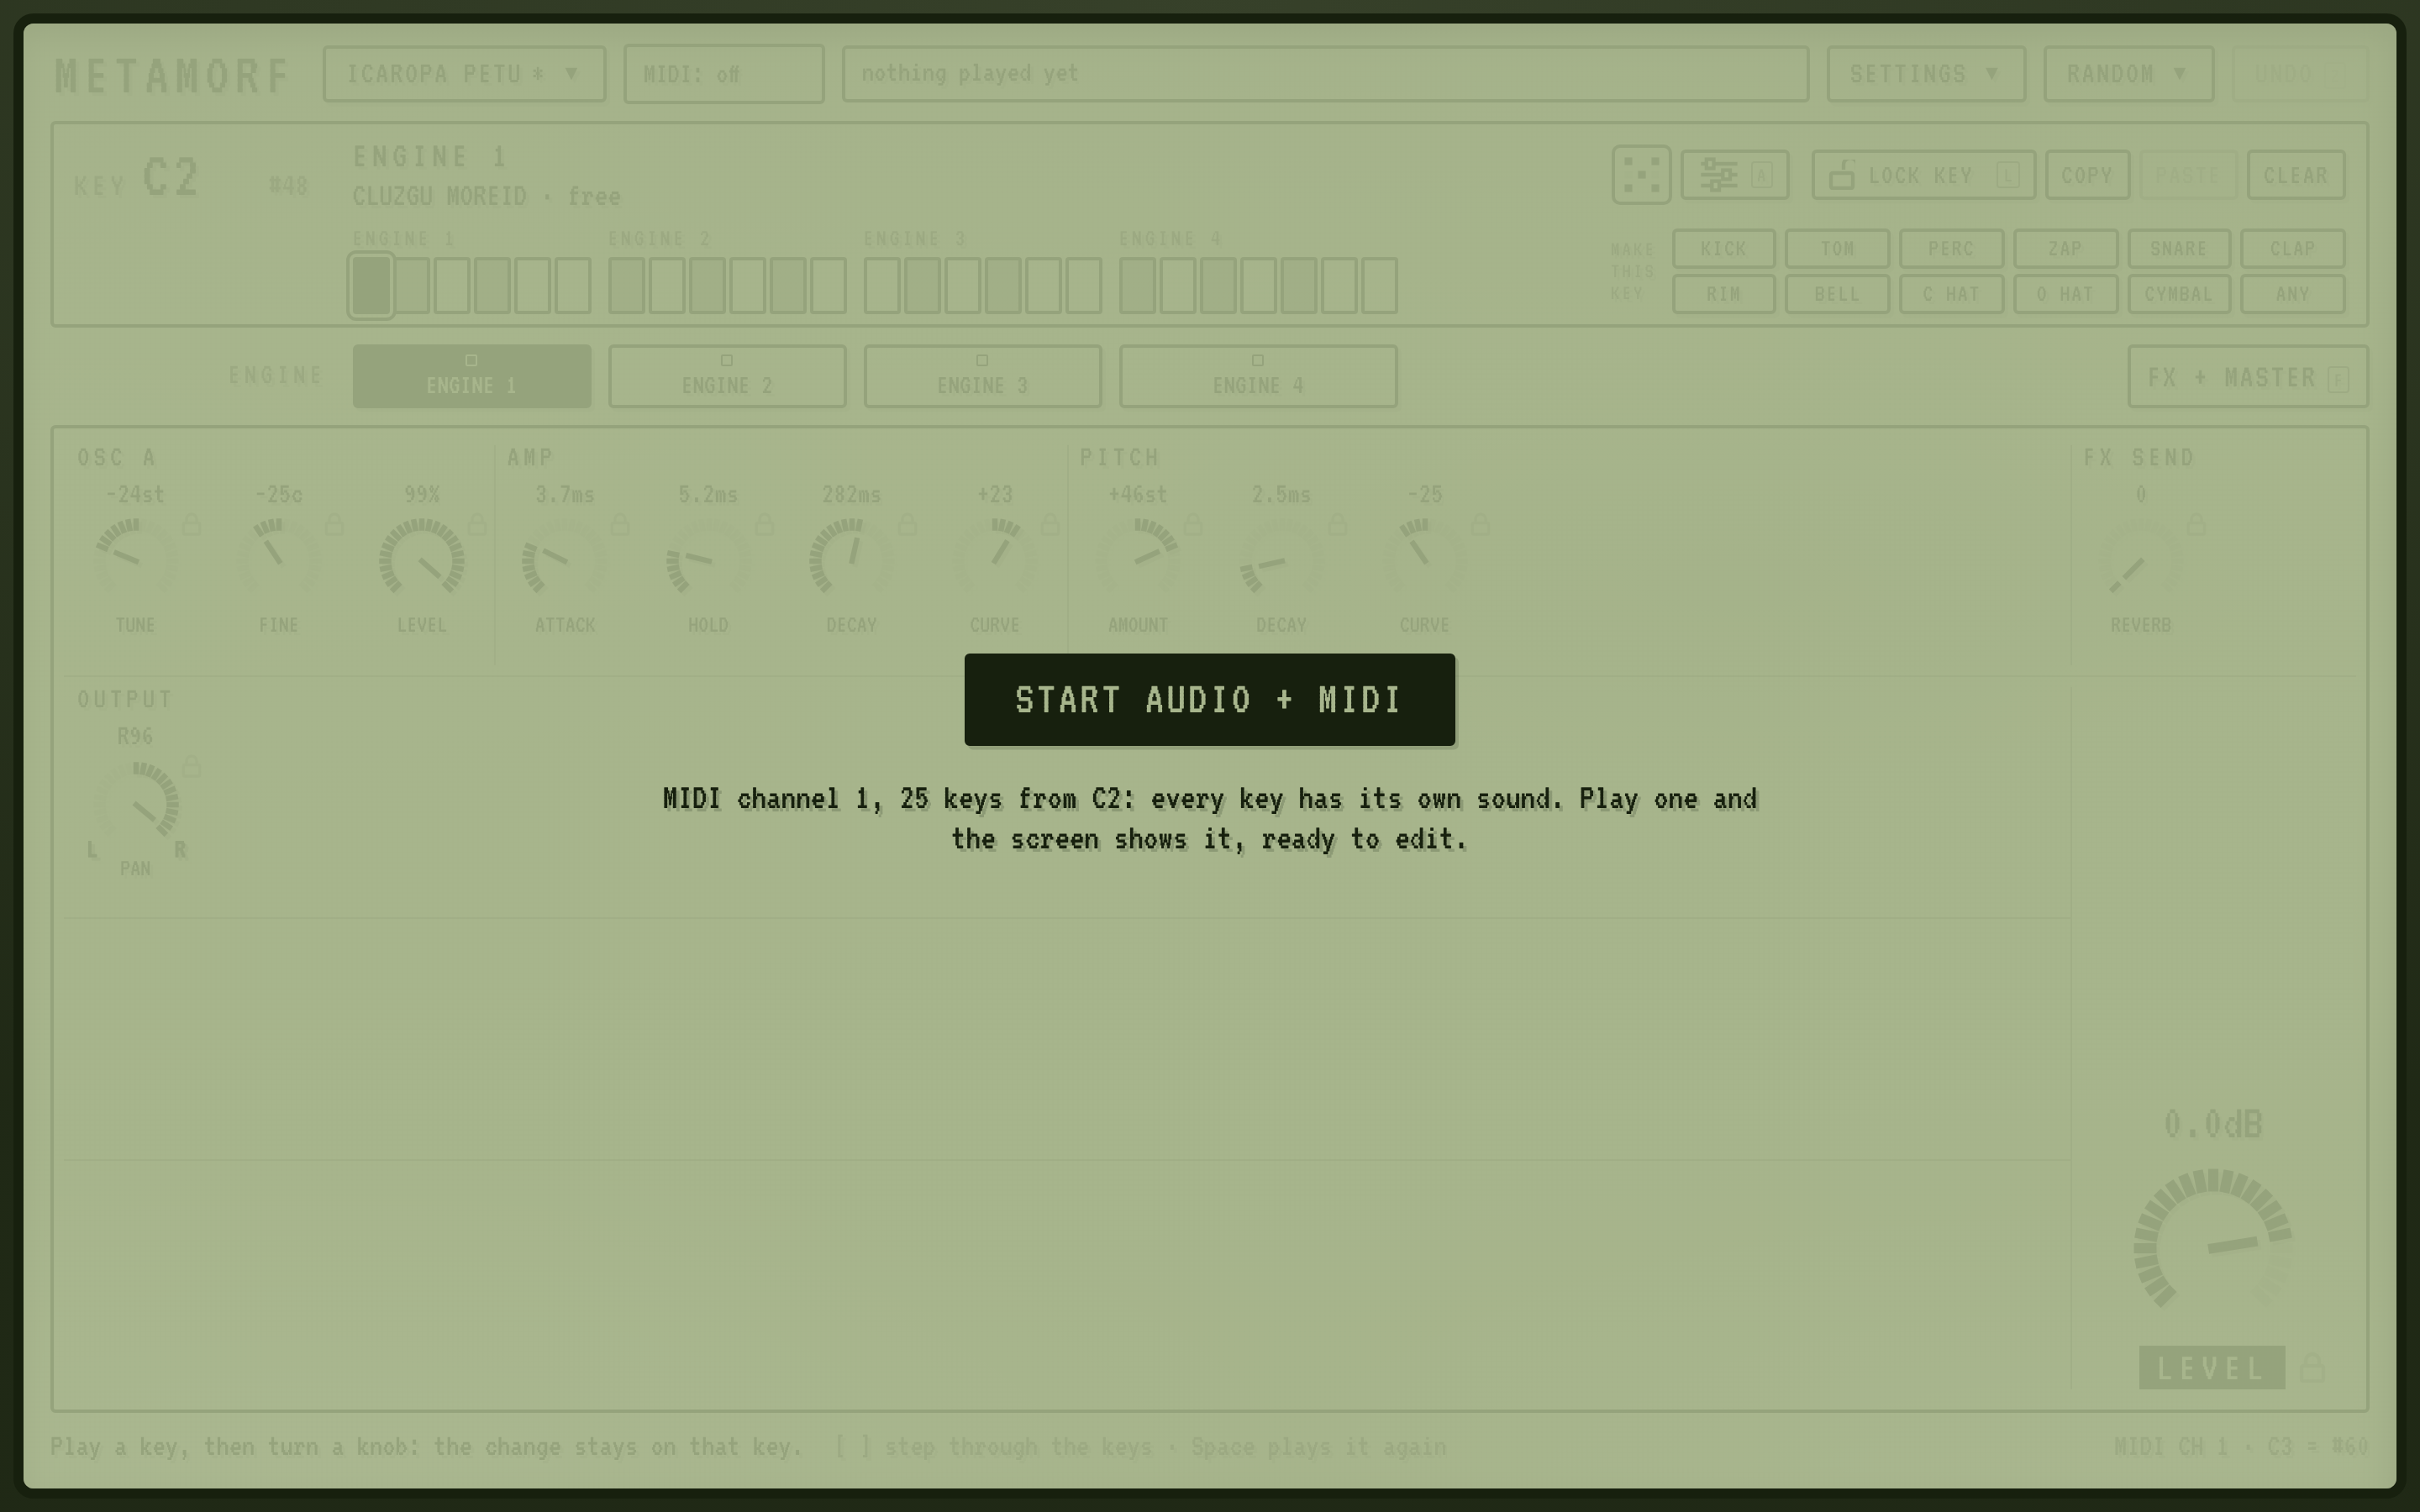 METAMORF
ICAROPA PETU * ▼
MIDI: off
nothing played yet
SETTINGS ▼
RANDOM ▼
UNDO
KEY C2 #48
ENGINE 1
CLUZGU MOREID · free
A
LOCK KEY L
COPY
PASTE
CLEAR
ENGINE 1 ENGINE 2 ENGINE 3 ENGINE 4
MAKE THIS KEY
KICK TOM PERC ZAP SNARE CLAP
RIM BELL C HAT O HAT CYMBAL ANY
ENGINE
ENGINE 1
ENGINE 2
ENGINE 3
ENGINE 4
FX + MASTER F
OSC A AMP PITCH FX SEND
-24st -25c 99% 3.7ms 5.2ms 282ms +23 +46st 2.5ms -25 0
TUNE FINE LEVEL ATTACK HOLD DECAY CURVE AMOUNT DECAY CURVE REVERB
START AUDIO + MIDI
OUTPUT
R96
L R
PAN
MIDI channel 1, 25 keys from C2: every key has its own sound. Play one and
the screen shows it, ready to edit.
0.0dB
LEVEL
Play a key, then turn a knob: the change stays on that key. [ ] step through the keys · Space plays it again
MIDI CH 1 · C3 = #60